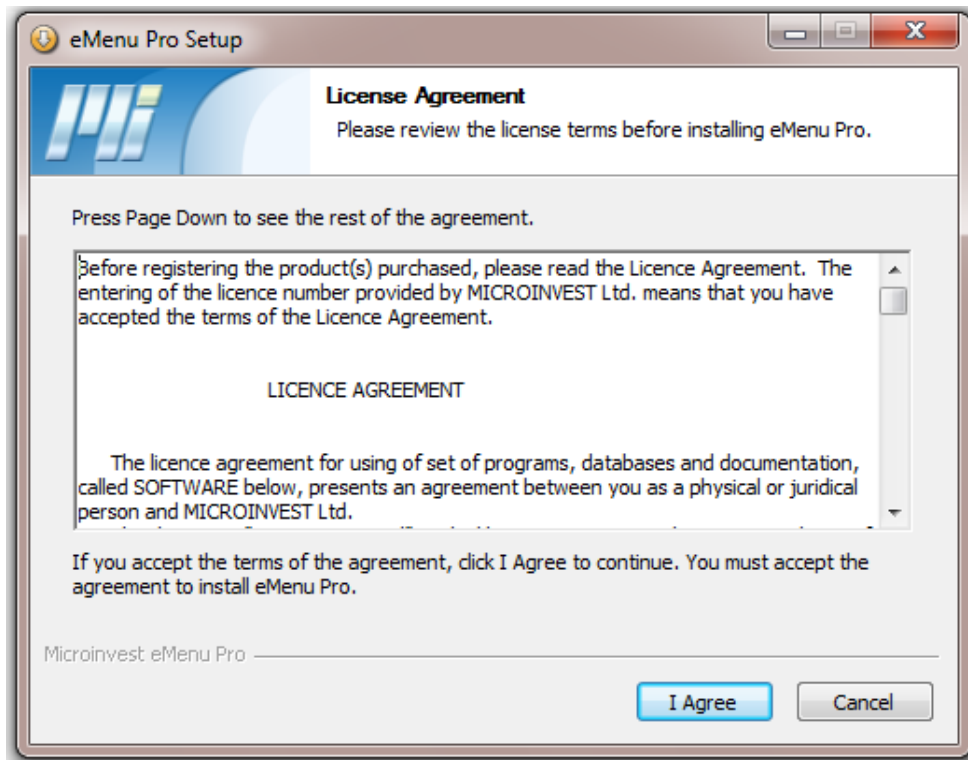 eMenu Pro Setup
Mi
License Agreement
Please review the license terms before installing eMenu Pro.
Press Page Down to see the rest of the agreement.
Before registering the product(s) purchased, please read the Licence Agreement.  The
entering of the licence number provided by MICROINVEST Ltd. means that you have
accepted the terms of the Licence Agreement.
LICENCE AGREEMENT
The licence agreement for using of set of programs, databases and documentation,
called SOFTWARE below, presents an agreement between you as a physical or juridical
person and MICROINVEST Ltd.
If you accept the terms of the agreement, click I Agree to continue. You must accept the
agreement to install eMenu Pro.
Microinvest eMenu Pro
I Agree
Cancel